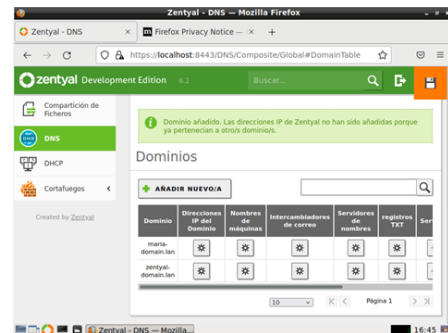 Zentyal - DNS — Mozilla Firefox
Zentyal - DNS
Firefox Privacy Notice —
https://localhost:8443/DNS/Composite/Global#DomainTable
zentyal Development Edition 6.2
Buscar...
Compartición de
Ficheros
DNS
DHCP
Cortafuegos
Created by Zentyal
Dominio añadido. Las direcciones IP de Zentyal no han sido añadidas porque
ya pertenecían a otro/s dominio/s.
Dominios
AÑADIR NUEVO/A
Dominio
Direcciones
IP del
Dominio
Nombres
de
máquinas
Intercambiadores
de correo
Servidores
de
nombres
registros
TXT
Ser
maria-
domain.lan
zentyal-
domain.lan
10
Página 1
Zentyal - DNS — Mozilla...
16:45